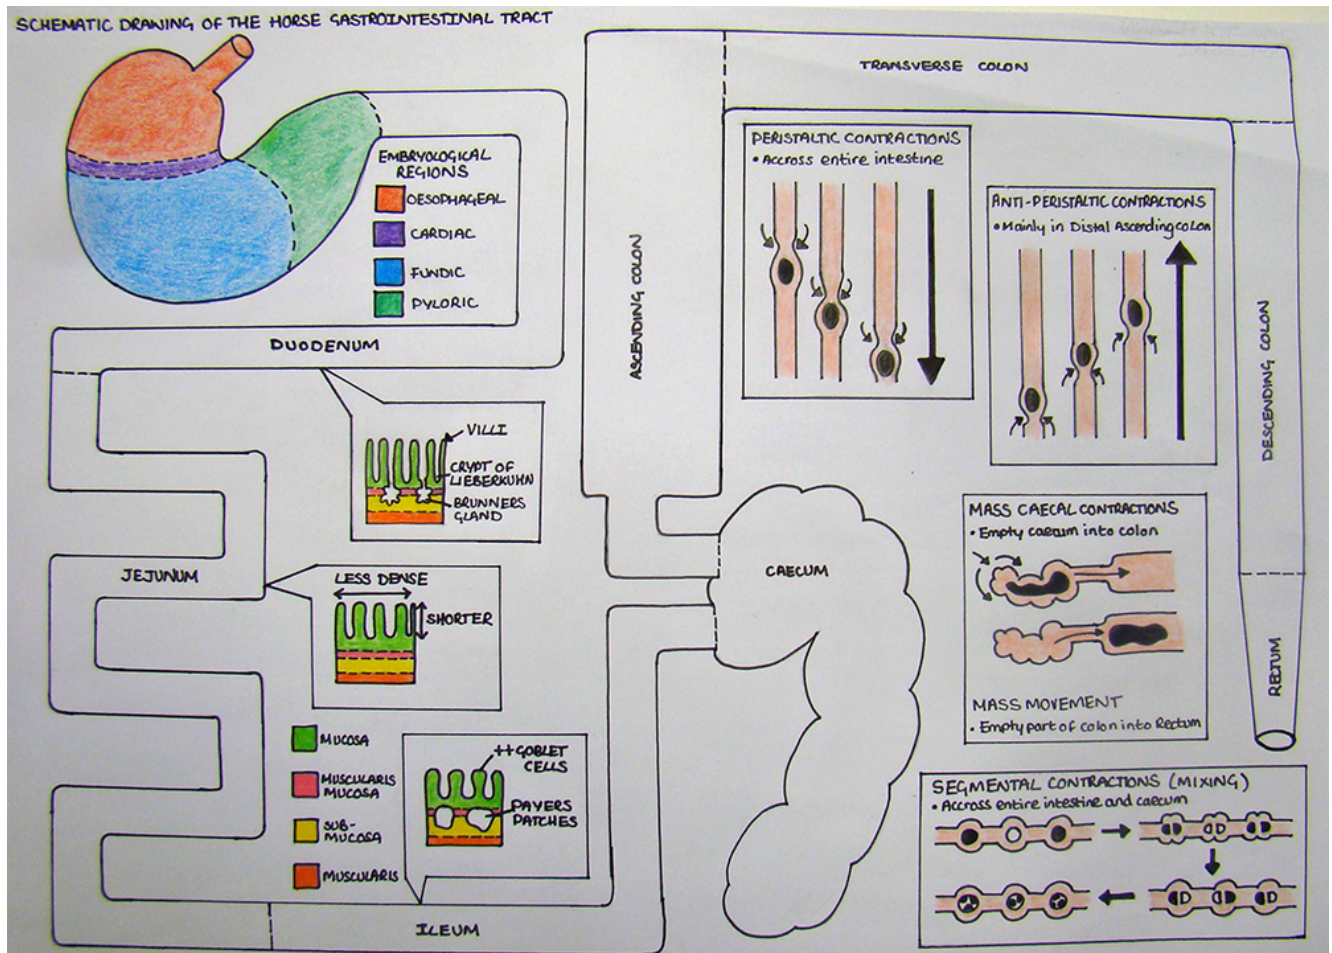 SCHEMATIC DRAWING OF THE HORSE GASTROINTESTINAL TRACT
EMBRYOLOGICAL
REGIONS
OESOPHAGEAL
CARDIAC
FUNDIC
PYLORIC
DUODENUM
VILLI
CRYPT OF
LIEBERKUHN
BRUNNERS
GLAND
JEJUNUM
LESS DENSE
SHORTER
MUCOSA
MUSCULARIS
MUCOSA
SUB-
MUCOSA
MUSCULARIS
++GOBLET
CELLS
PAYERS
PATCHES
ILEUM
CAECUM
ASCENDING COLON
TRANSVERSE COLON
DESCENDING COLON
RECTUM
PERISTALTIC CONTRACTIONS
• Accross entire intestine
ANTI-PERISTALTIC CONTRACTIONS
• Mainly in Distal Ascending colon
MASS CAECAL CONTRACTIONS
• Empty caecum into colon
MASS MOVEMENT
• Empty part of colon into Rectum
SEGMENTAL CONTRACTIONS (MIXING)
• Accross entire intestine and caecum